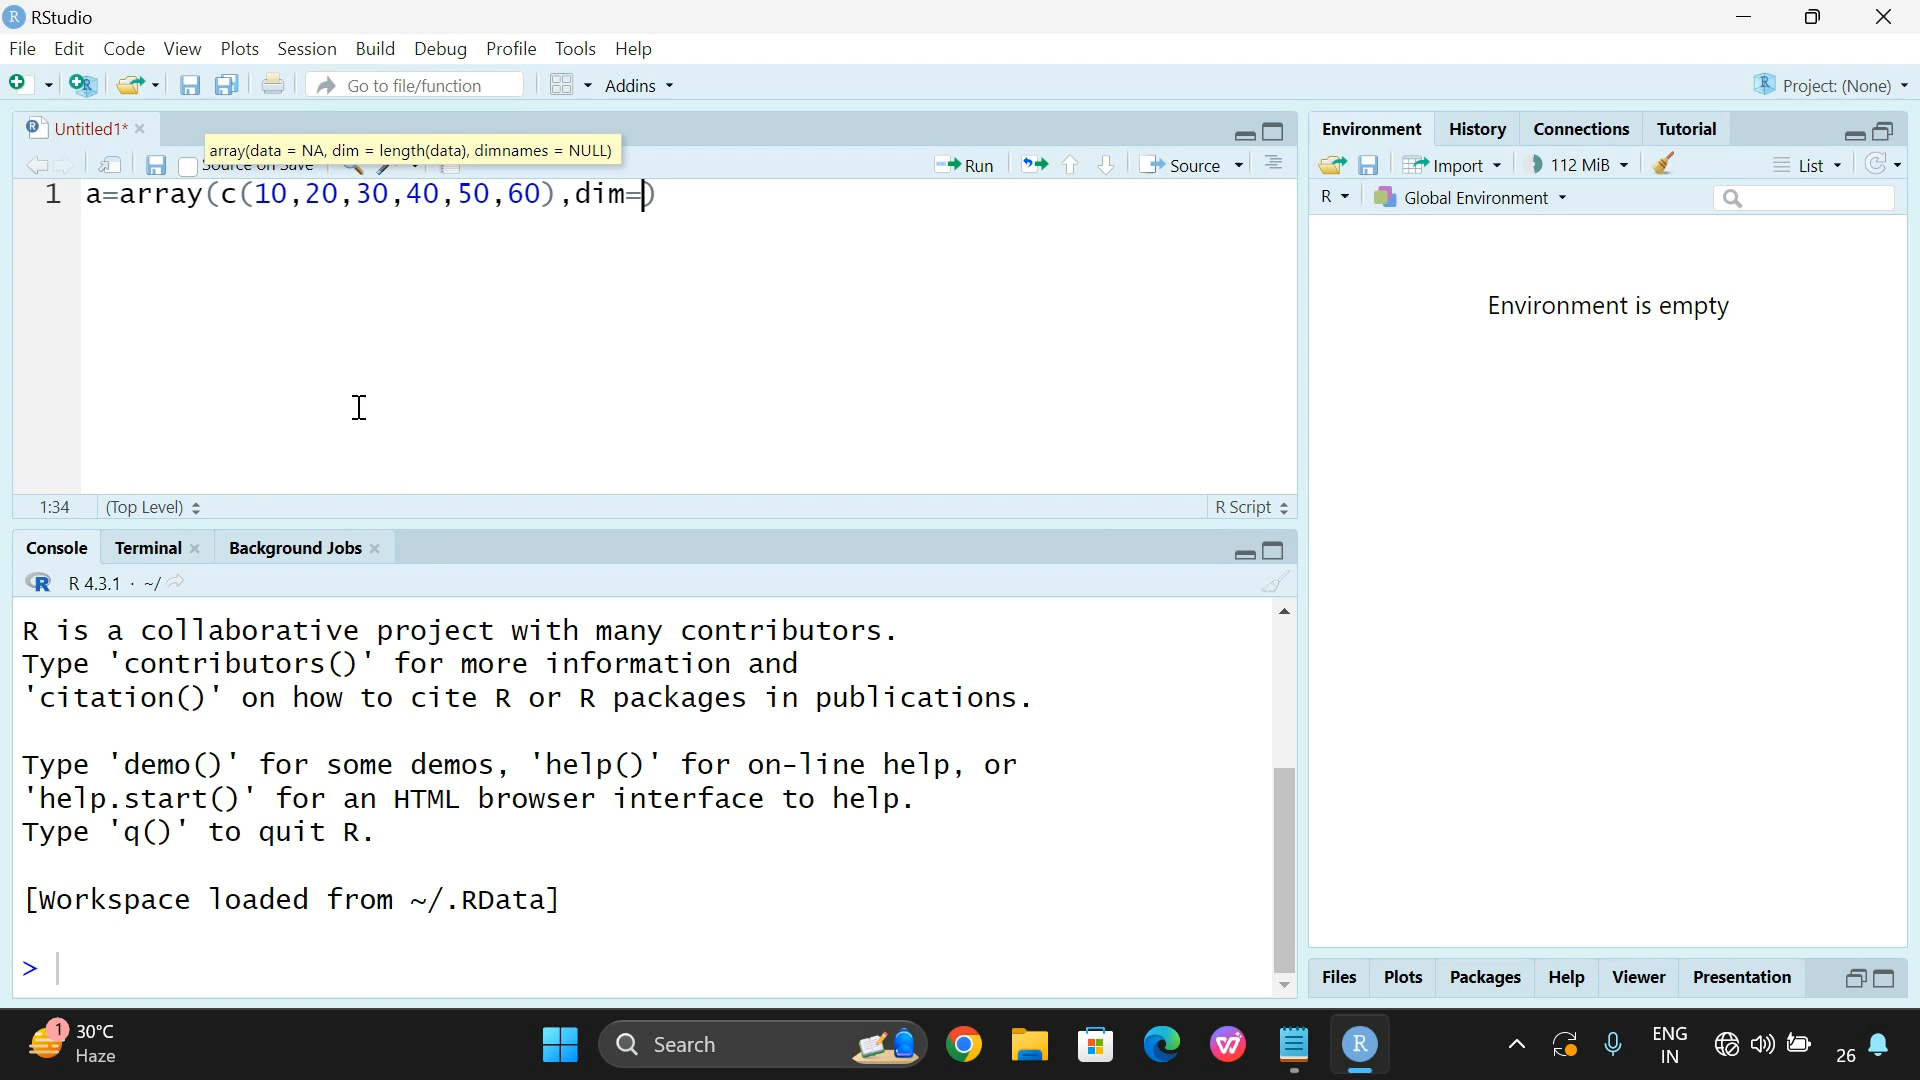 RStudio
File Edit Code View Plots Session Build Debug Profile Tools Help
Go to file/function Addins Project: (None)
Untitled1*
array(data = NA, dim = length(data), dimnames = NULL)
Source on Save Run Source
1 a=array(c(10,20,30,40,50,60),dim=)
1:34 (Top Level) R Script
Console Terminal Background Jobs
R 4.3.1 · ~/
R is a collaborative project with many contributors.
Type 'contributors()' for more information and
'citation()' on how to cite R or R packages in publications.
Type 'demo()' for some demos, 'help()' for on-line help, or
'help.start()' for an HTML browser interface to help.
Type 'q()' to quit R.
[Workspace loaded from ~/.RData]
>
Environment History Connections Tutorial
Import 112 MiB List
R Global Environment
Environment is empty
Files Plots Packages Help Viewer Presentation
1 30°C
Haze
Search
ENG
IN
26